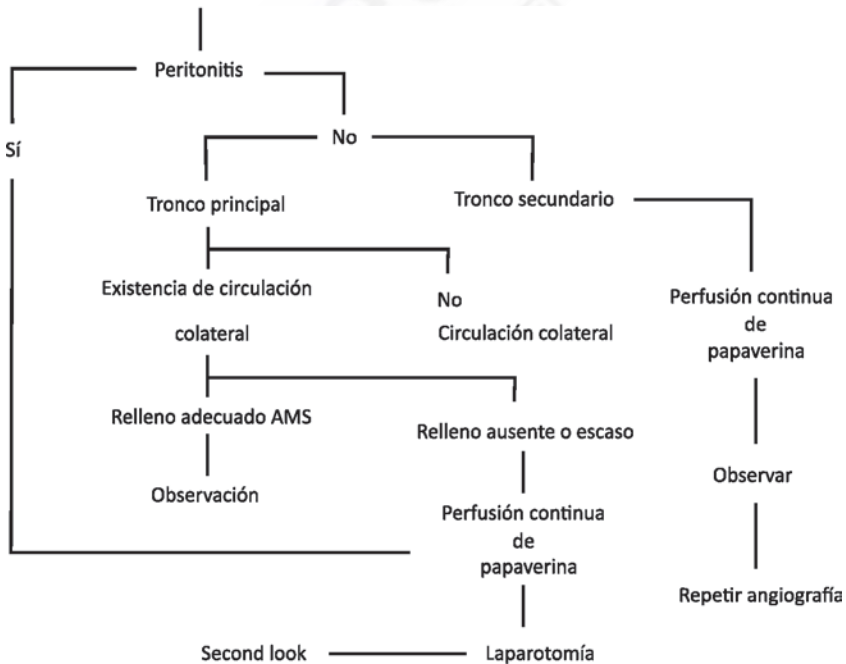 Peritonitis
Sí
No
Tronco principal
Tronco secundario
Existencia de circulación
colateral
No
Circulación colateral
Perfusión continua
de
papaverina
Relleno adecuado AMS
Relleno ausente o escaso
Observación
Observar
Perfusión continua
de
papaverina
Repetir angiografía
Second look
Laparotomía